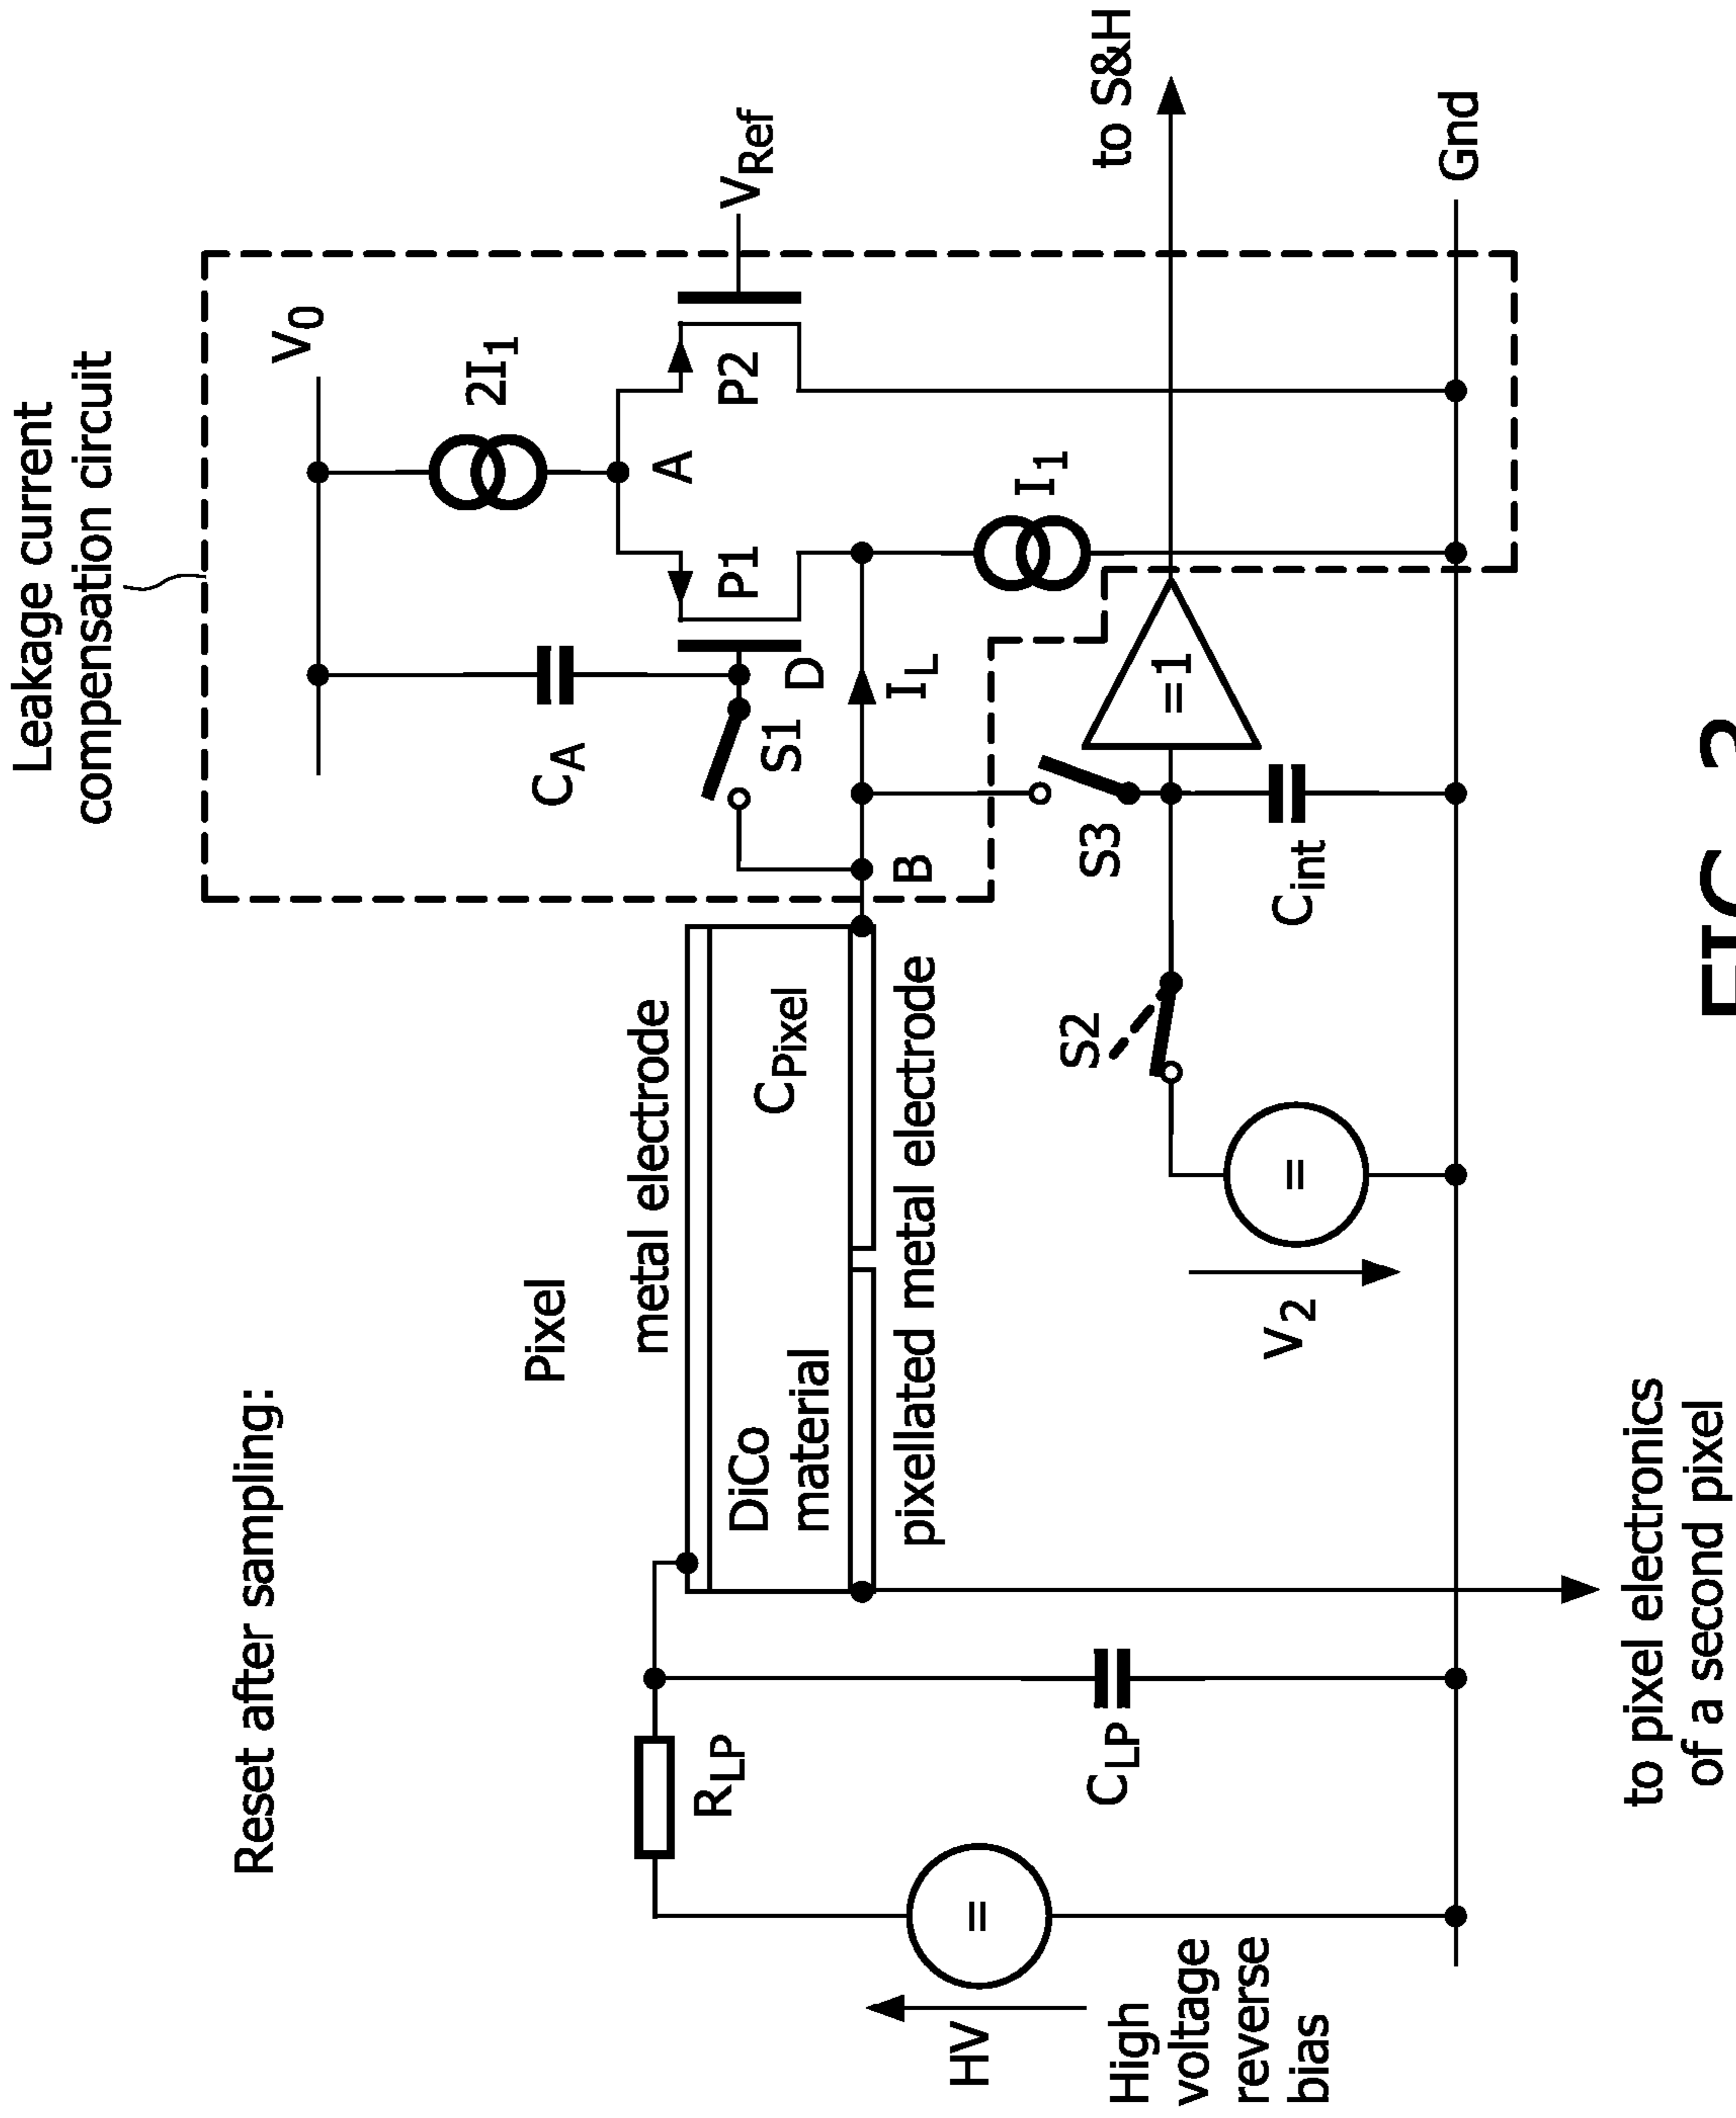 Leakage current
compensation circuit
Reset after sampling:
V0
2I1
CA
S1
D
P1
A
P2
VRef
Pixel
metal electrode
DiCo
material
CPixel
pixellated metal electrode
B
IL
I1
RLP
HV
High
voltage
reverse
bias
=
CLP
S2
S3
=1
to S&H
V2
=
Cint
Gnd
to pixel electronics
of a second pixel